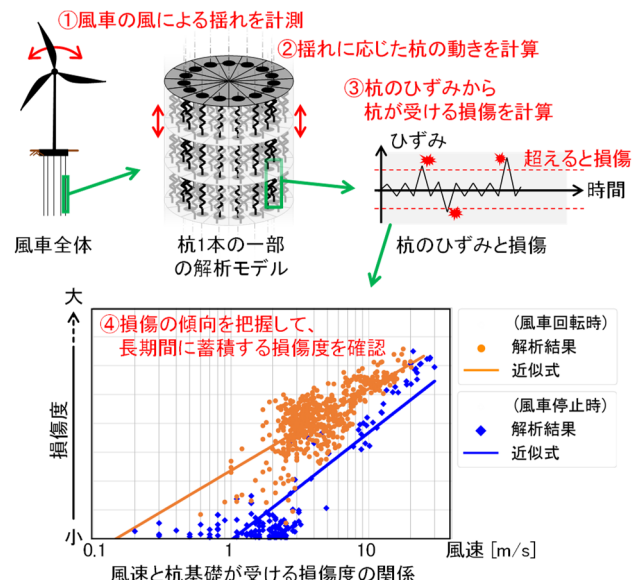 ①風車の風による揺れを計測
②揺れに応じた杭の動きを計算
③杭のひずみから
杭が受ける損傷を計算
ひずみ
超えると損傷
時間
風車全体
杭1本の一部
の解析モデル
杭のひずみと損傷
大
④損傷の傾向を把握して、
長期間に蓄積する損傷度を確認
損傷度
小
0.1
1
10
風速 [m/s]
(風車回転時)
解析結果
近似式
(風車停止時)
解析結果
近似式
風速と杭基礎が受ける損傷度の関係